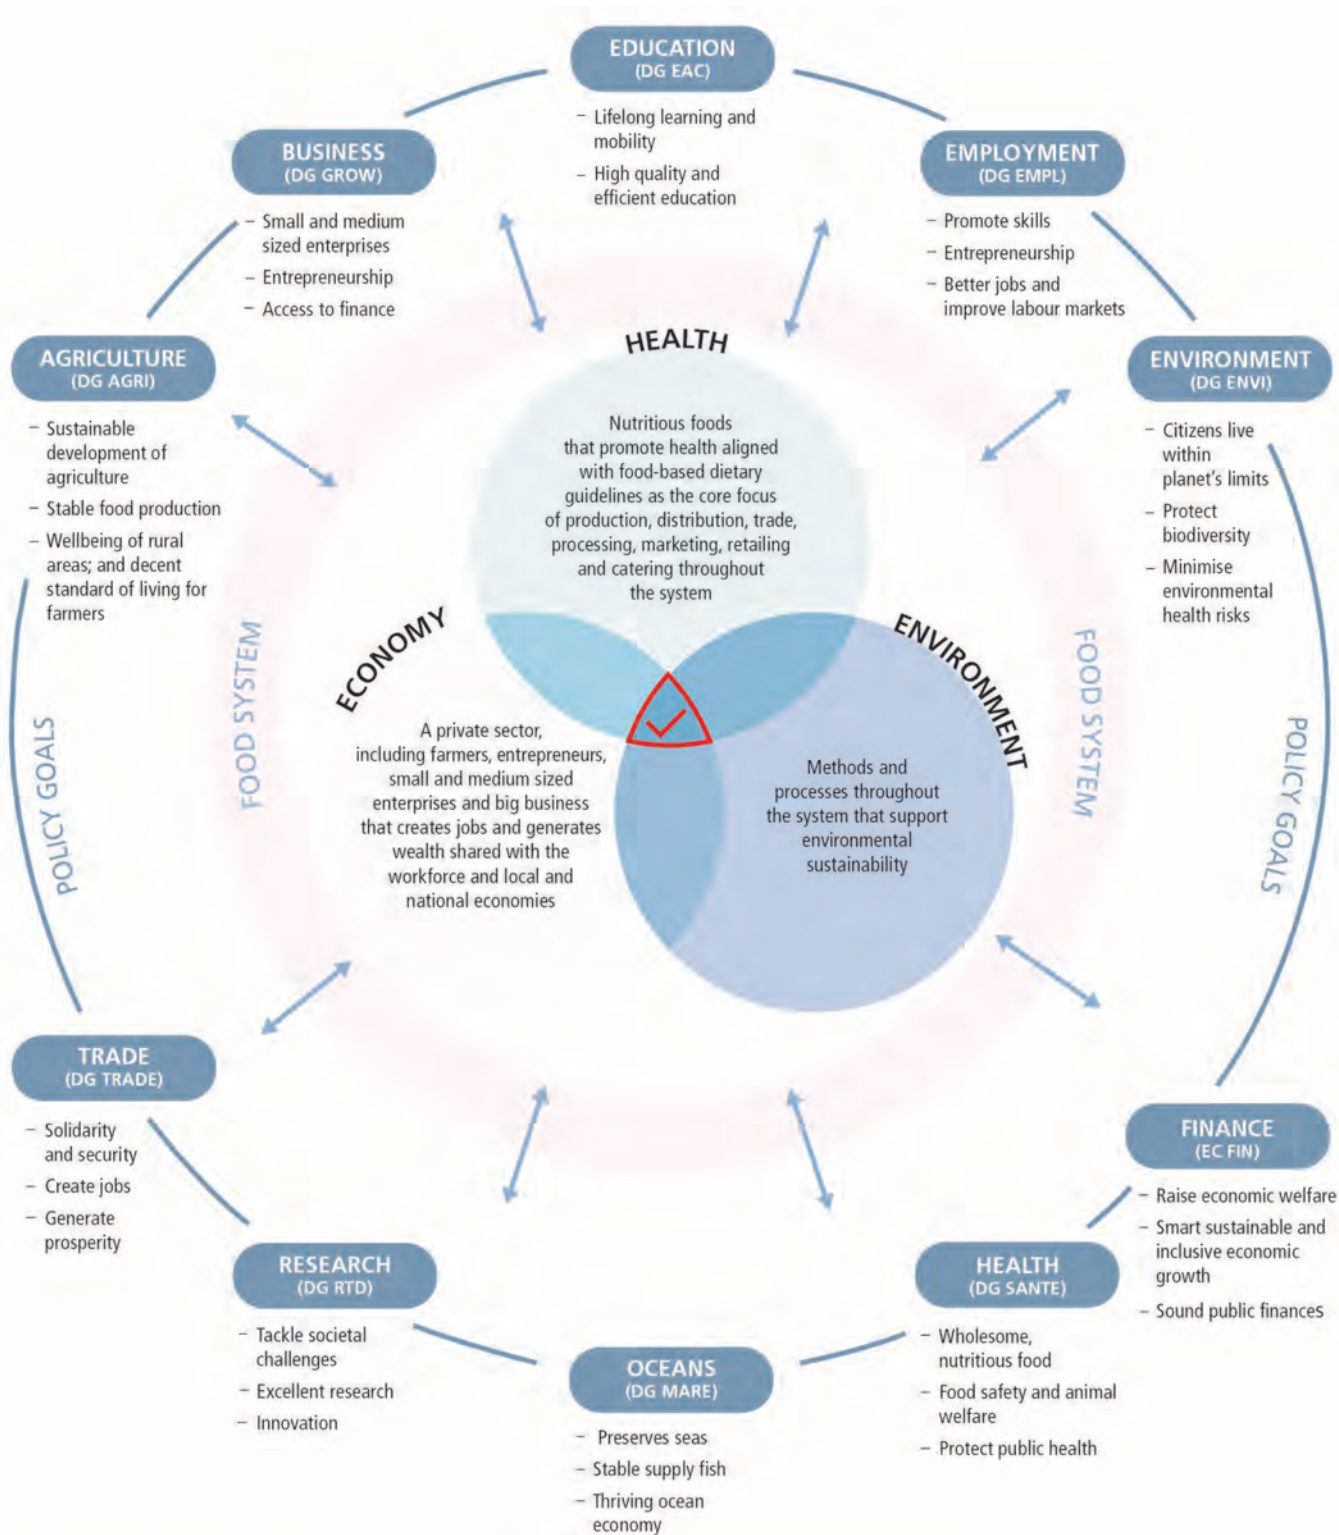 EDUCATION
(DG EAC)
– Lifelong learning and
mobility
– High quality and
efficient education
BUSINESS
(DG GROW)
– Small and medium
sized enterprises
– Entrepreneurship
– Access to finance
EMPLOYMENT
(DG EMPL)
– Promote skills
– Entrepreneurship
– Better jobs and
improve labour markets
AGRICULTURE
(DG AGRI)
– Sustainable
development of
agriculture
– Stable food production
– Wellbeing of rural
areas; and decent
standard of living for
farmers
ENVIRONMENT
(DG ENVI)
– Citizens live
within
planet's limits
– Protect
biodiversity
– Minimise
environmental
health risks
HEALTH
Nutritious foods
that promote health aligned
with food-based dietary
guidelines as the core focus
of production, distribution, trade,
processing, marketing, retailing
and catering throughout
the system
ECONOMY
A private sector,
including farmers, entrepreneurs,
small and medium sized
enterprises and big business
that creates jobs and generates
wealth shared with the
workforce and local and
national economies
ENVIRONMENT
Methods and
processes throughout
the system that support
environmental
sustainability
FOOD SYSTEM
FOOD SYSTEM
POLICY GOALS
POLICY GOALS
TRADE
(DG TRADE)
– Solidarity
and security
– Create jobs
– Generate
prosperity
FINANCE
(EC FIN)
– Raise economic welfare
– Smart sustainable and
inclusive economic
growth
– Sound public finances
RESEARCH
(DG RTD)
– Tackle societal
challenges
– Excellent research
– Innovation
HEALTH
(DG SANTE)
– Wholesome,
nutritious food
– Food safety and animal
welfare
– Protect public health
OCEANS
(DG MARE)
– Preserves seas
– Stable supply fish
– Thriving ocean
economy